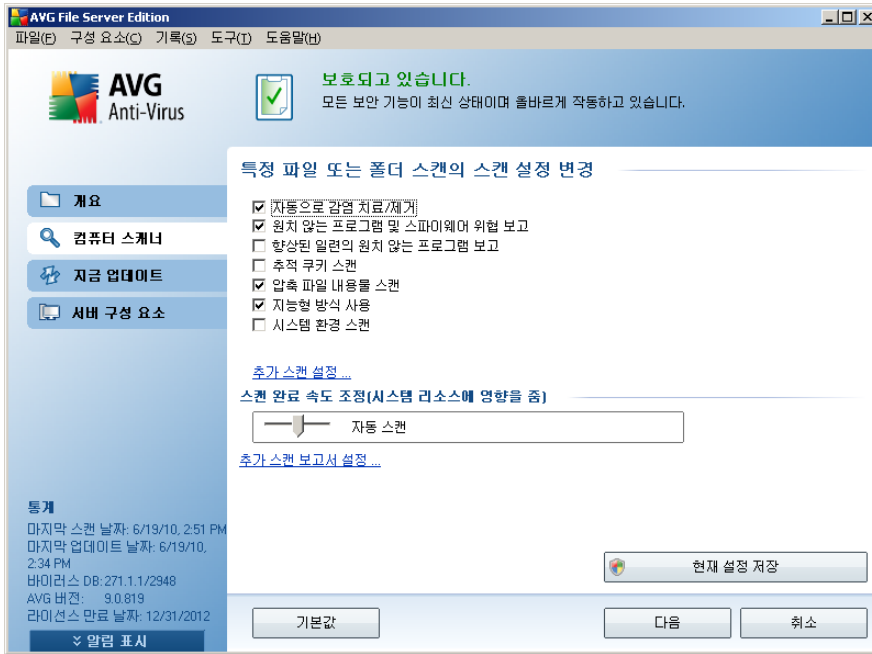 AVG File Server Edition
파일(F) 구성 요소(C) 기록(S) 도구(T) 도움말(H)
AVG
Anti-Virus
보호되고 있습니다.
모든 보안 기능이 최신 상태이며 올바르게 작동하고 있습니다.
개요
컴퓨터 스캐너
지금 업데이트
서버 구성 요소
특정 파일 또는 폴더 스캔의 스캔 설정 변경
자동으로 감염 치료/제거
원치 않는 프로그램 및 스파이웨어 위협 보고
향상된 일련의 원치 않는 프로그램 보고
추적 쿠키 스캔
압축 파일 내용물 스캔
지능형 방식 사용
시스템 환경 스캔
추가 스캔 설정 ...
스캔 완료 속도 조정(시스템 리소스에 영향을 줌)
자동 스캔
추가 스캔 보고서 설정 ...
통계
마지막 스캔 날짜: 6/19/10, 2:51 PM
마지막 업데이트 날짜: 6/19/10,
2:34 PM
바이러스 DB: 271.1.1/2948
AVG 버전: 9.0.819
라이선스 만료 날짜: 12/31/2012
알림 표시
현재 설정 저장
기본값
다음
취소